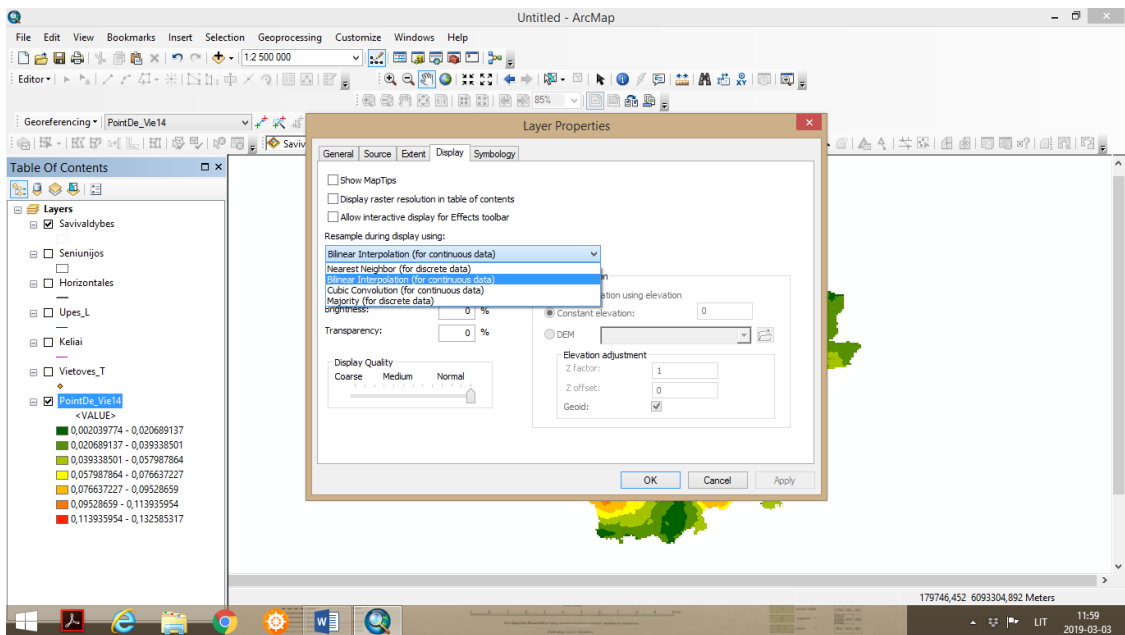 Untitled - ArcMap
File Edit View Bookmarks Insert Selection Geoprocessing Customize Windows Help
1:2 500 000
Editor
85%
Georeferencing PointDe_Vie14
Layer Properties
Saviv
General Source Extent Display Symbology
Table Of Contents
Show MapTips
Display raster resolution in table of contents
Allow interactive display for Effects toolbar
Resample during display using:
Bilinear Interpolation (for continuous data)
Nearest Neighbor (for discrete data)
Bilinear Interpolation (for continuous data)
Cubic Convolution (for continuous data)
Majority (for discrete data)
ation using elevation
Brightness: 0 %
Constant elevation: 0
Transparency: 0 %
DEM
Display Quality
Coarse Medium Normal
Elevation adjustment
Z factor: 1
Z offset: 0
Geoid:
OK Cancel Apply
Layers
Savivaldybes
Seniunijos
Horizontales
Upes_L
Keliai
Vietoves_T
PointDe_Vie14
<VALUE>
0,002039774 - 0,020689137
0,020689137 - 0,039338501
0,039338501 - 0,057987864
0,057987864 - 0,076637227
0,076637227 - 0,09528659
0,09528659 - 0,113935954
0,113935954 - 0,132585317
179746,452 6093304,892 Meters
LIT
11:59
2019-03-03